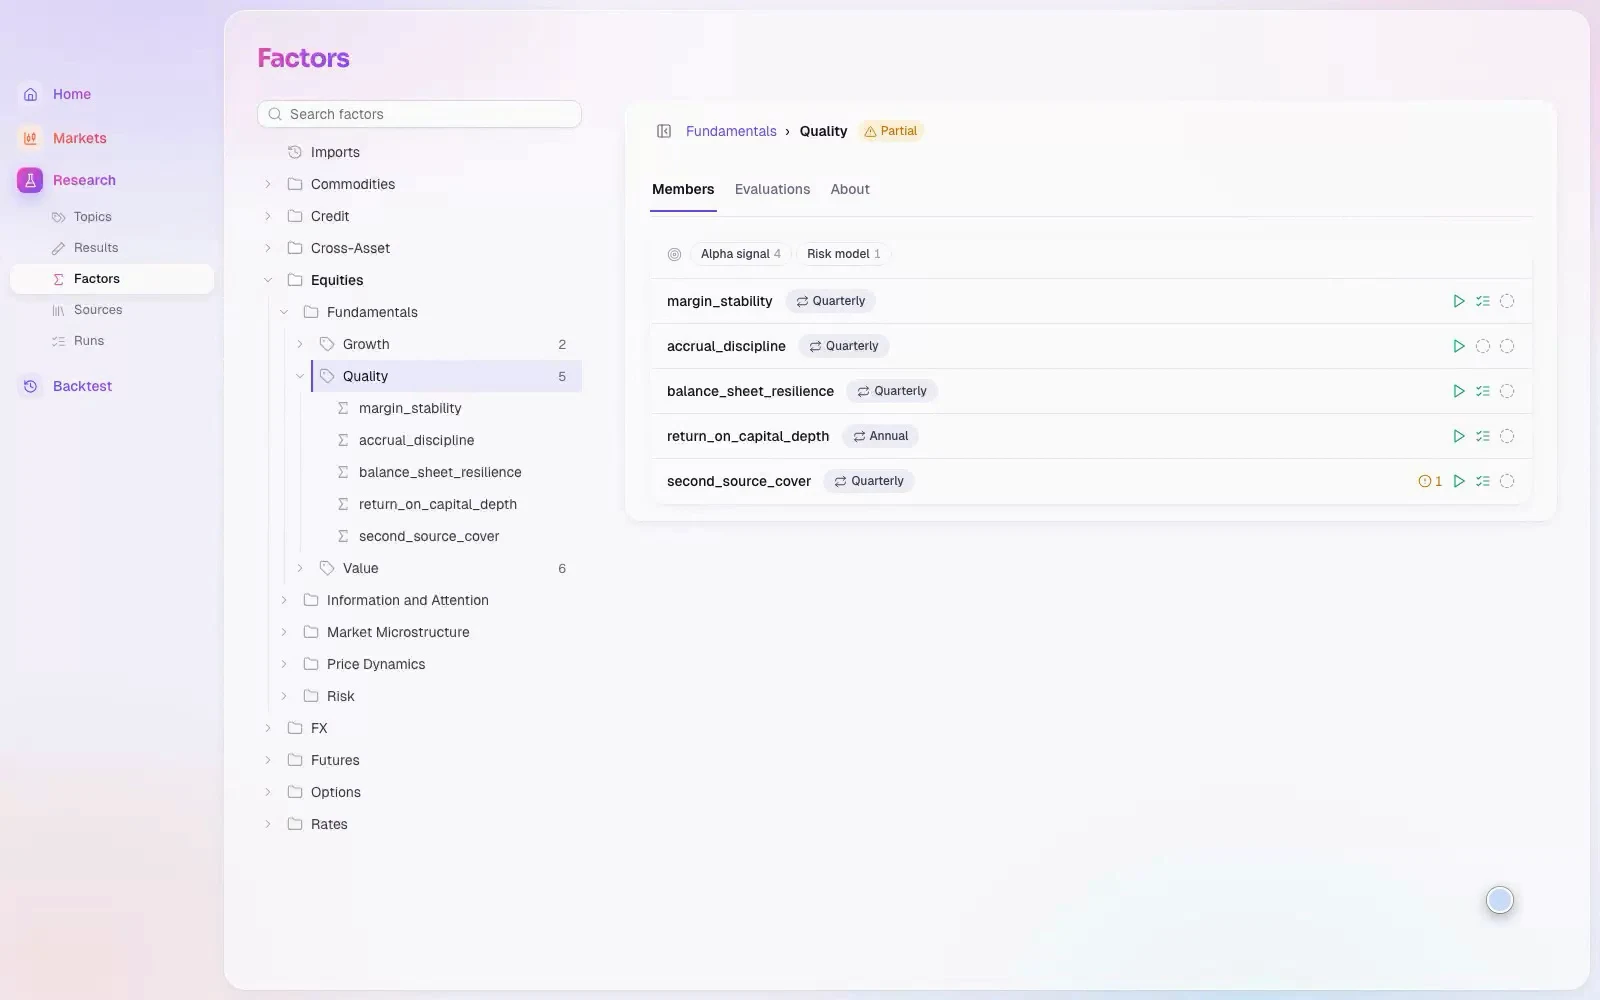 Factors
Home
Markets
Research
Topics
Results
Factors
Sources
Runs
Backtest
Search factors
Imports
Commodities
Credit
Cross-Asset
Equities
Fundamentals
Growth 2
Quality 5
margin_stability
accrual_discipline
balance_sheet_resilience
return_on_capital_depth
second_source_cover
Value 6
Information and Attention
Market Microstructure
Price Dynamics
Risk
FX
Futures
Options
Rates
Fundamentals › Quality Partial
Members Evaluations About
Alpha signal 4 Risk model 1
margin_stability Quarterly
accrual_discipline Quarterly
balance_sheet_resilience Quarterly
return_on_capital_depth Annual
second_source_cover Quarterly 1